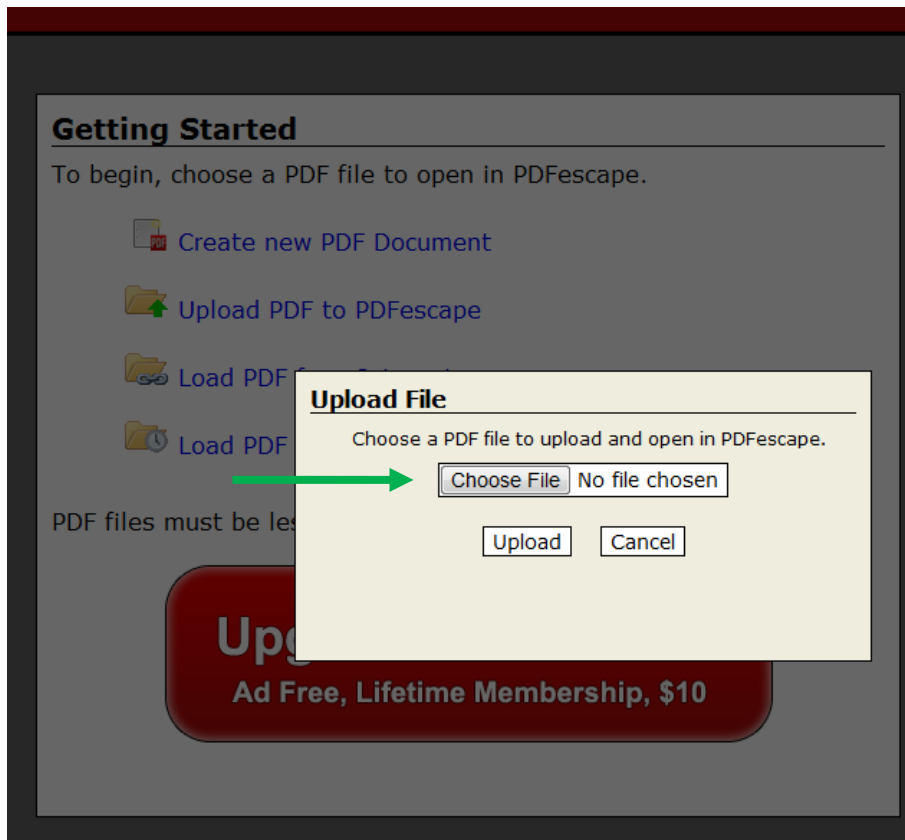 Getting Started
To begin, choose a PDF file to open in PDFescape.
PDF
Create new PDF Document
Upload PDF to PDFescape
Load PDF
Upload File
Choose a PDF file to upload and open in PDFescape.
Load PDF
Choose File No file chosen
PDF files must be
Upload Cancel
Ad Free, Lifetime Membership, $10